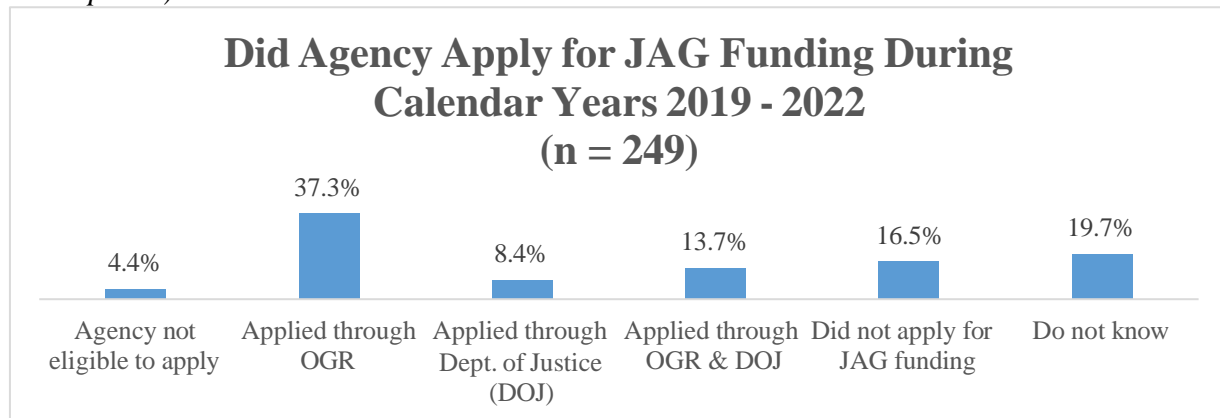 Did Agency Apply for JAG Funding During
Calendar Years 2019 - 2022
(n = 249)
4.4%
37.3%
8.4%
13.7%
16.5%
19.7%
Agency not
eligible to apply
Applied through
OGR
Applied through
Dept. of Justice
(DOJ)
Applied through
OGR & DOJ
Did not apply for
JAG funding
Do not know